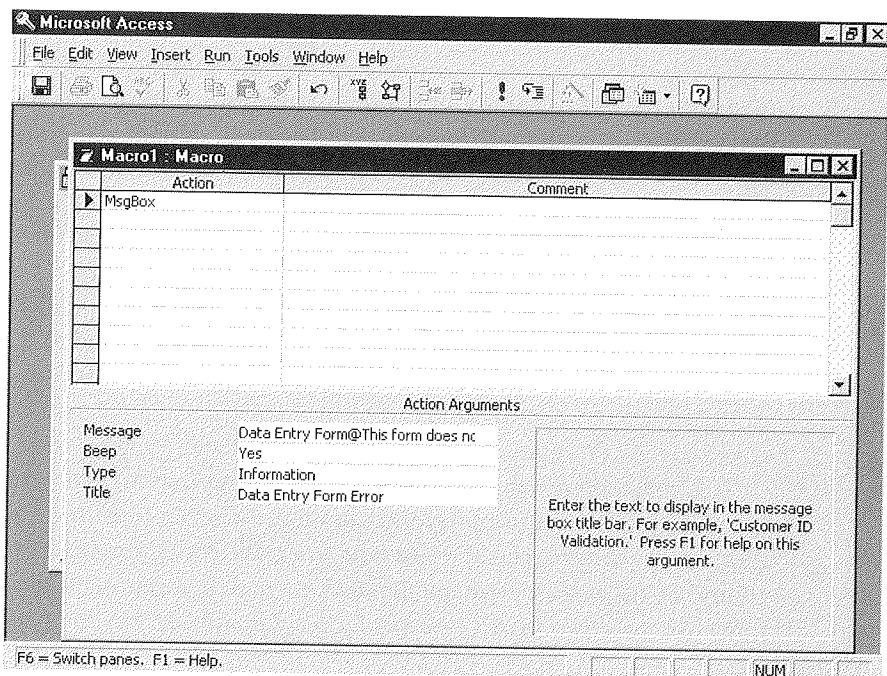 Microsoft Access
File Edit View Insert Run Tools Window Help
Macro1 : Macro
Action Comment
MsgBox
Action Arguments
Message Data Entry Form@This form does nc
Beep Yes
Type Information
Title Data Entry Form Error
Enter the text to display in the message
box title bar. For example, 'Customer ID
Validation.' Press F1 for help on this
argument.
F6 = Switch panes. F1 = Help.
NUM